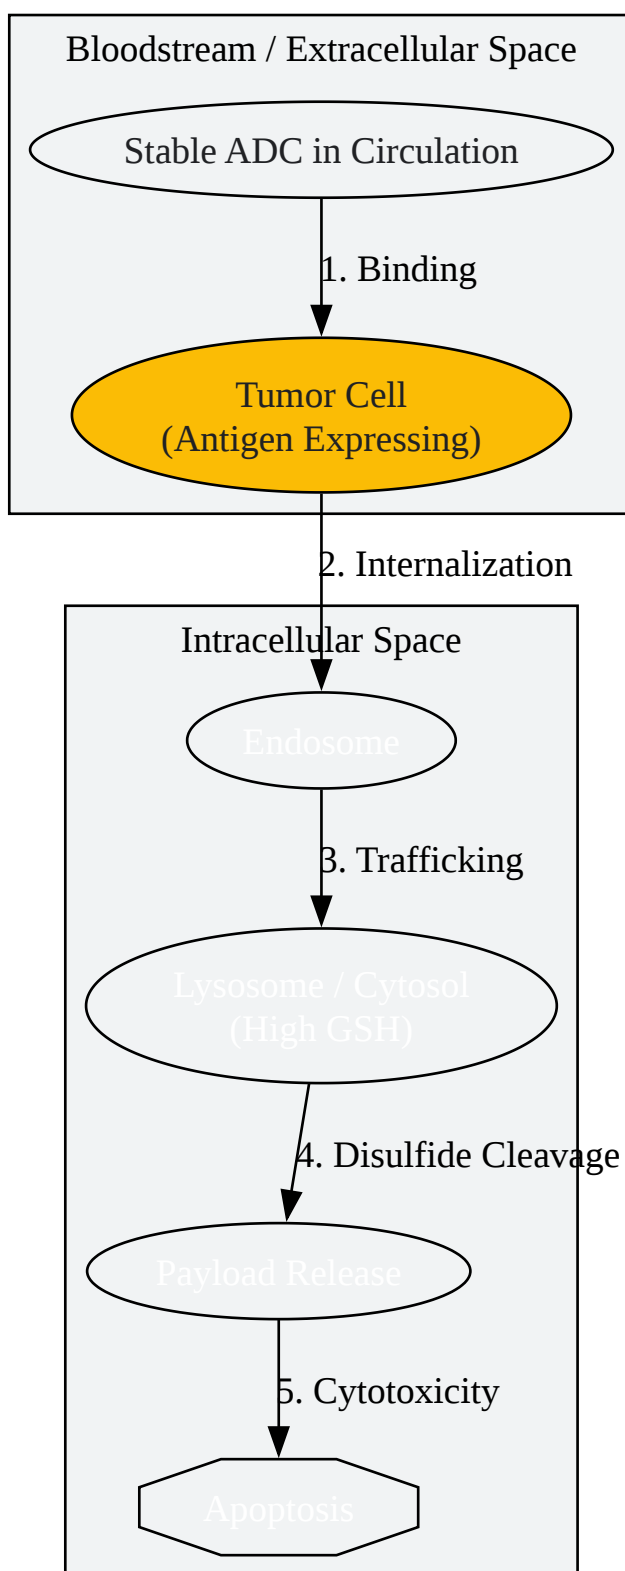 Bloodstream / Extracellular Space
Stable ADC in Circulation
1. Binding
Tumor Cell
(Antigen Expressing)
2. Internalization
Intracellular Space
Endosome
3. Trafficking
Lysosome / Cytosol
(High GSH)
4. Disulfide Cleavage
Payload Release
5. Cytotoxicity
Apoptosis